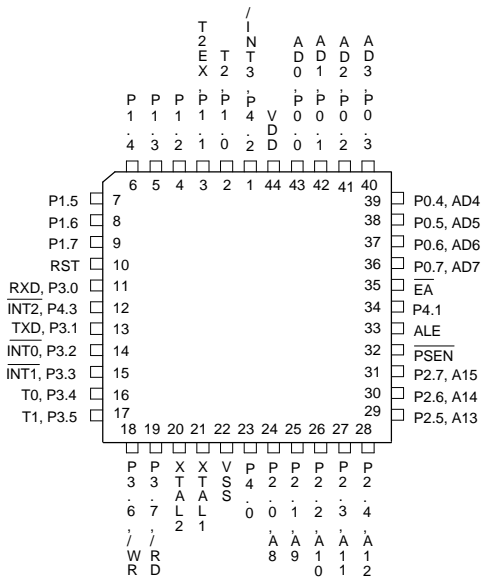 P1.4
P1.3
P1.2
T2EX,P1.1
T2,P1.0
/INT3,P4.2
VDD
AD0,P0.0
AD1,P0.1
AD2,P0.2
AD3,P0.3
6 5 4 3 2 1 44 43 42 41 40
P1.5 7
P1.6 8
P1.7 9
RST 10
RXD, P3.0 11
INT2, P4.3 12
TXD, P3.1 13
INT0, P3.2 14
INT1, P3.3 15
T0, P3.4 16
T1, P3.5 17
39 P0.4, AD4
38 P0.5, AD5
37 P0.6, AD6
36 P0.7, AD7
35 EA
34 P4.1
33 ALE
32 PSEN
31 P2.7, A15
30 P2.6, A14
29 P2.5, A13
18 19 20 21 22 23 24 25 26 27 28
P3.6,/WR
P3.7,/RD
XTAL2
XTAL1
VSS
P4.0
P2.0,A8
P2.1,A9
P2.2,A10
P2.3,A11
P2.4,A12